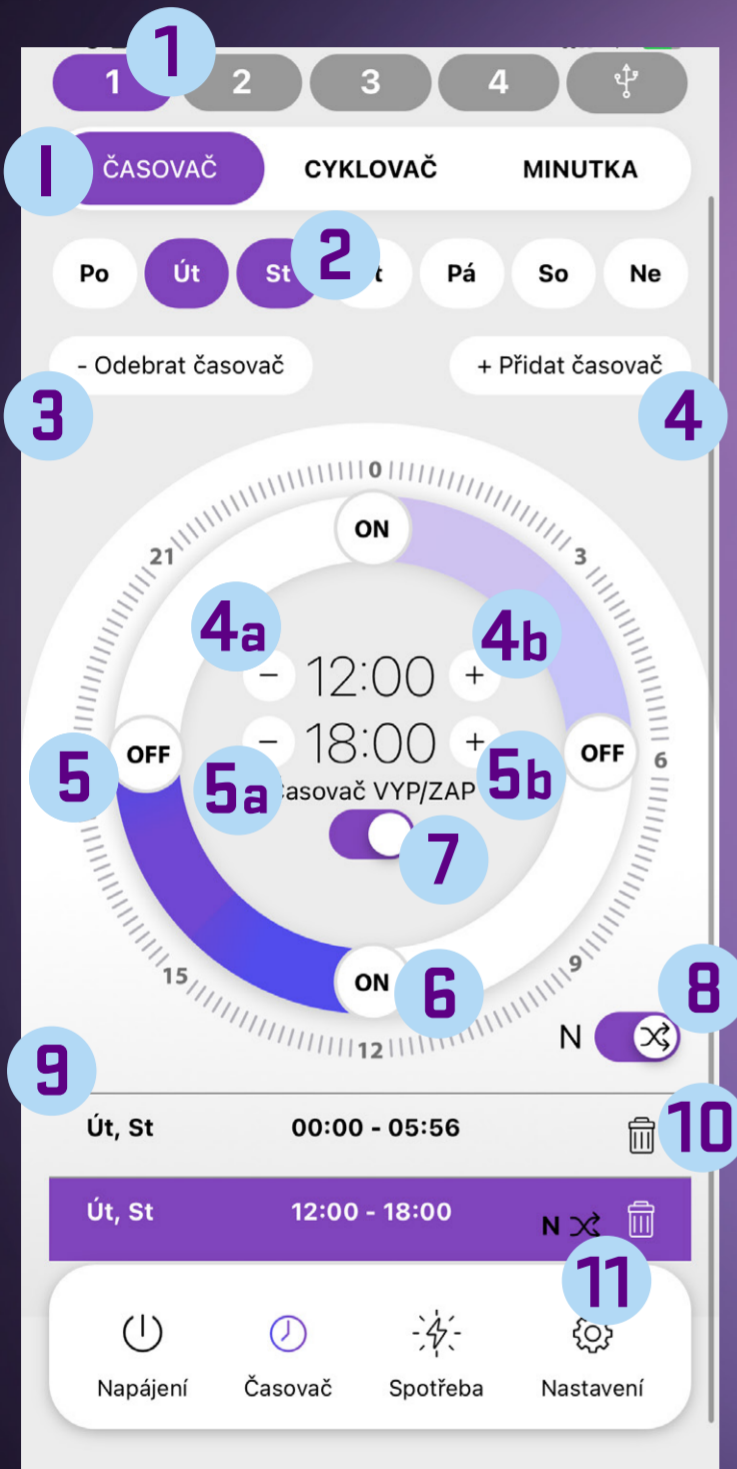 1
1 2 3 4
I ČASOVAČ CYKLOVAČ MINUTKA
2
Po Út St Pá So Ne
- Odebrat časovač + Přidat časovač
3 4
0
ON
21 3
4a 4b
- 12:00 +
OFF - 18:00 + OFF 6
5 5a 5b
časovač VYP/ZAP
7
15 ON 6 9
8
12 N
9
Út, St 00:00 - 05:56 10
Út, St 12:00 - 18:00 N
11
Napájení Časovač Spotřeba Nastavení